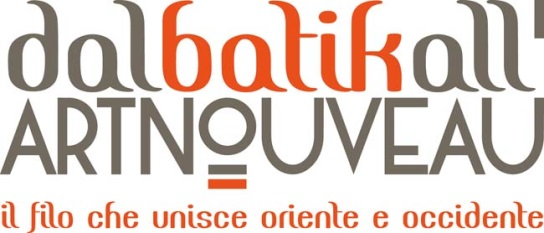 dalbatikall'
ARTNOUVEAU
il filo che unisce oriente e occidente